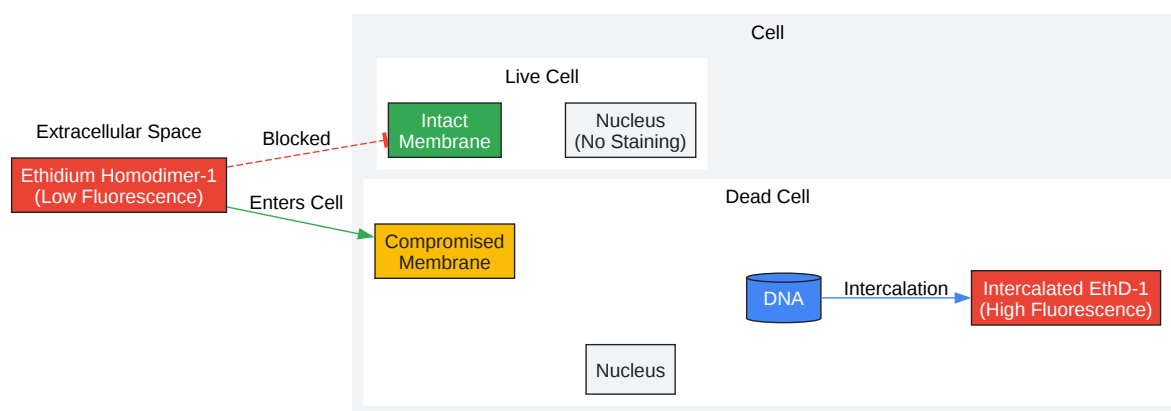 Cell
Live Cell
Intact
Membrane
Nucleus
(No Staining)
Extracellular Space
Blocked
Ethidium Homodimer-1
(Low Fluorescence)
Enters Cell
Dead Cell
Compromised
Membrane
DNA
Intercalation
Intercalated EthD-1
(High Fluorescence)
Nucleus